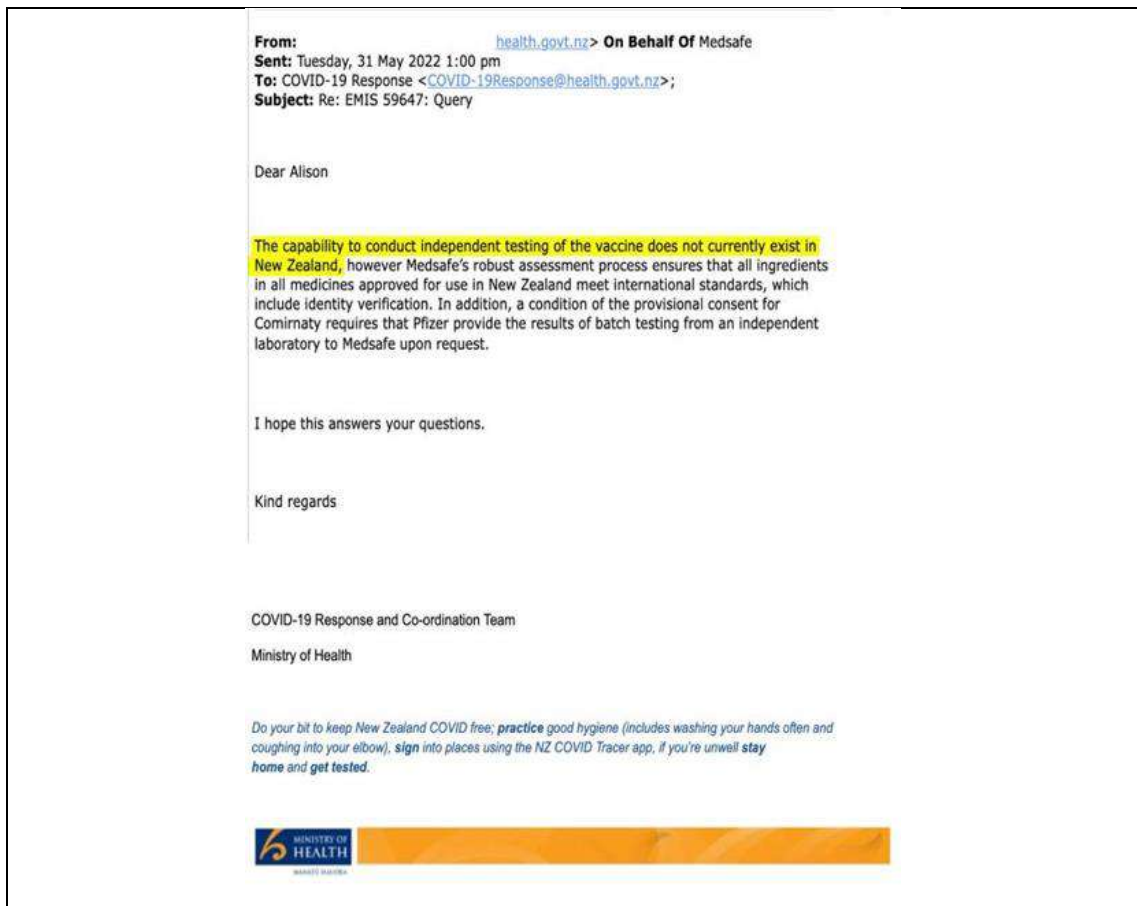 From: health.govt.nz> On Behalf Of Medsafe
Sent: Tuesday, 31 May 2022 1:00 pm
To: COVID-19 Response <COVID-19Response@health.govt.nz>;
Subject: Re: EMIS 59647: Query
Dear Alison
The capability to conduct independent testing of the vaccine does not currently exist in
New Zealand, however Medsafe's robust assessment process ensures that all ingredients
in all medicines approved for use in New Zealand meet international standards, which
include identity verification. In addition, a condition of the provisional consent for
Comirnaty requires that Pfizer provide the results of batch testing from an independent
laboratory to Medsafe upon request.
I hope this answers your questions.
Kind regards
COVID-19 Response and Co-ordination Team
Ministry of Health
Do your bit to keep New Zealand COVID free; practice good hygiene (includes washing your hands often and
coughing into your elbow), sign into places using the NZ COVID Tracer app, if you're unwell stay
home and get tested.
MINISTRY OF
HEALTH
MANATŪ HAUORA